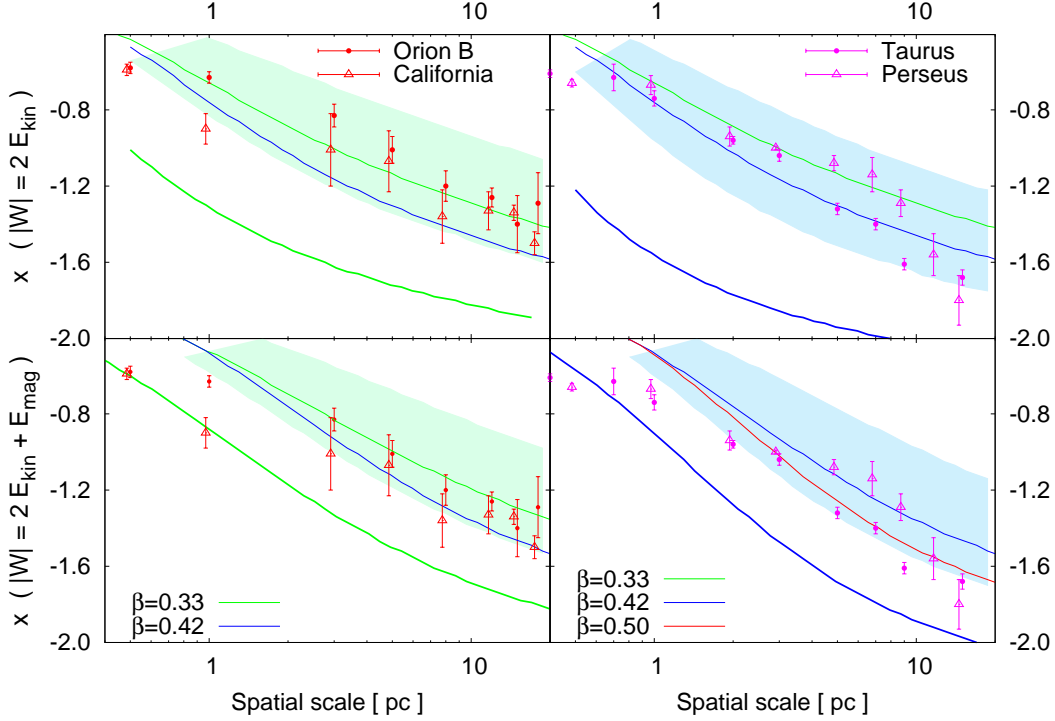 1 10 1 10
Orion B
California
Taurus
Perseus
x ( |W| = 2 E_kin )
-0.8
-1.2
-1.6
-2.0
-0.8
-1.2
-1.6
-2.0
x ( |W| = 2 E_kin + E_mag )
-0.8
-1.2
-1.6
-2.0
-0.8
-1.2
-1.6
-2.0
β=0.33
β=0.42
β=0.33
β=0.42
β=0.50
1 10 1 10
Spatial scale [ pc ] Spatial scale [ pc ]